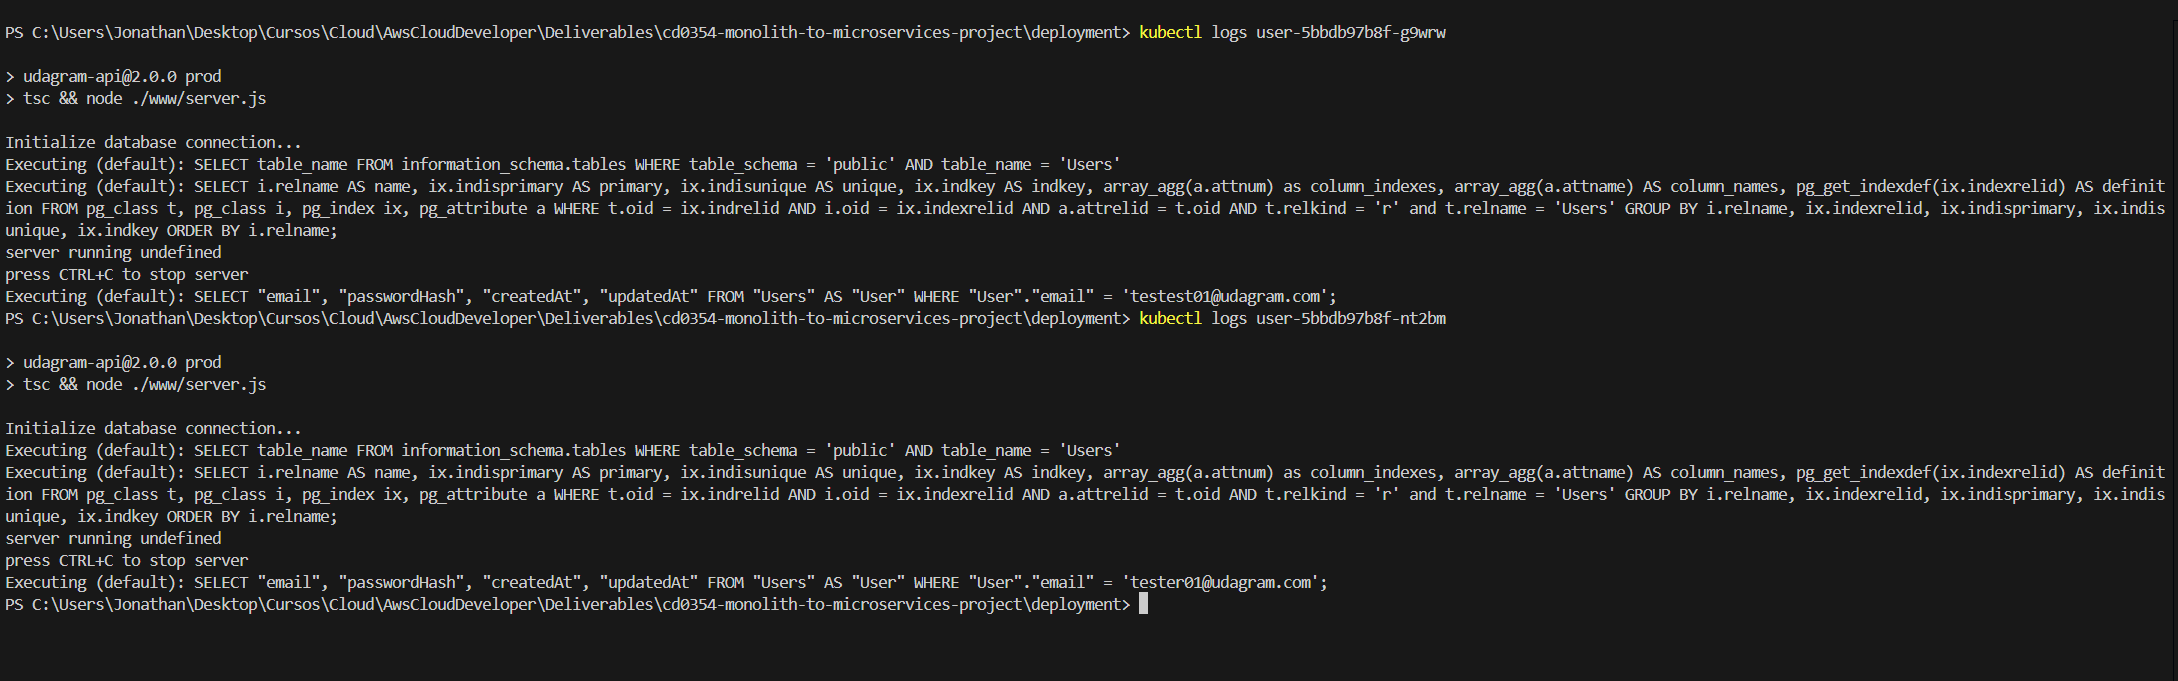 PS C:\Users\Jonathan\Desktop\Cursos\Cloud\AwsCloudDeveloper\Deliverables\cd0354-monolith-to-microservices-project\deployment> kubectl logs user-5bbdb97b8f-g9wrw
> udagram-api@2.0.0 prod
> tsc && node ./www/server.js
Initialize database connection...
Executing (default): SELECT table_name FROM information_schema.tables WHERE table_schema = 'public' AND table_name = 'Users'
Executing (default): SELECT i.relname AS name, ix.indisprimary AS primary, ix.indisunique AS unique, ix.indkey AS indkey, array_agg(a.attnum) as column_indexes, array_agg(a.attname) AS column_names, pg_get_indexdef(ix.indexrelid) AS definit
ion FROM pg_class t, pg_class i, pg_index ix, pg_attribute a WHERE t.oid = ix.indrelid AND i.oid = ix.indexrelid AND a.attrelid = t.oid AND t.relkind = 'r' and t.relname = 'Users' GROUP BY i.relname, ix.indexrelid, ix.indisprimary, ix.indis
unique, ix.indkey ORDER BY i.relname;
server running undefined
press CTRL+C to stop server
Executing (default): SELECT "email", "passwordHash", "createdAt", "updatedAt" FROM "Users" AS "User" WHERE "User"."email" = 'testest01@udagram.com';
PS C:\Users\Jonathan\Desktop\Cursos\Cloud\AwsCloudDeveloper\Deliverables\cd0354-monolith-to-microservices-project\deployment> kubectl logs user-5bbdb97b8f-nt2bm
> udagram-api@2.0.0 prod
> tsc && node ./www/server.js
Initialize database connection...
Executing (default): SELECT table_name FROM information_schema.tables WHERE table_schema = 'public' AND table_name = 'Users'
Executing (default): SELECT i.relname AS name, ix.indisprimary AS primary, ix.indisunique AS unique, ix.indkey AS indkey, array_agg(a.attnum) as column_indexes, array_agg(a.attname) AS column_names, pg_get_indexdef(ix.indexrelid) AS definit
ion FROM pg_class t, pg_class i, pg_index ix, pg_attribute a WHERE t.oid = ix.indrelid AND i.oid = ix.indexrelid AND a.attrelid = t.oid AND t.relkind = 'r' and t.relname = 'Users' GROUP BY i.relname, ix.indexrelid, ix.indisprimary, ix.indis
unique, ix.indkey ORDER BY i.relname;
server running undefined
press CTRL+C to stop server
Executing (default): SELECT "email", "passwordHash", "createdAt", "updatedAt" FROM "Users" AS "User" WHERE "User"."email" = 'tester01@udagram.com';
PS C:\Users\Jonathan\Desktop\Cursos\Cloud\AwsCloudDeveloper\Deliverables\cd0354-monolith-to-microservices-project\deployment>